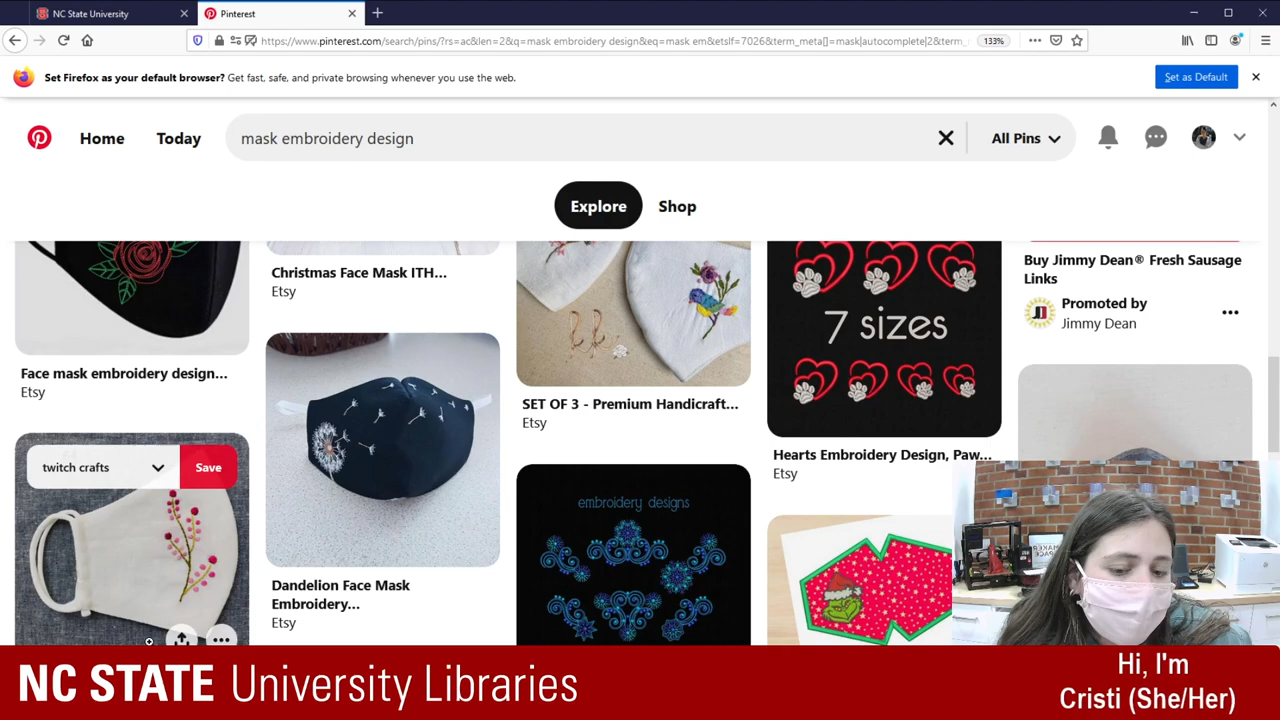 NC State University
Pinterest
https://www.pinterest.com/search/pins/?rs=ac&len=2&q=mask embroidery design&eq=mask em&etslf=7026&term_meta[]=mask|autocomplete|2&term_
133%
Set Firefox as your default browser? Get fast, safe, and private browsing whenever you use the web.
Set as Default
Home
Today
mask embroidery design
All Pins
Explore
Shop
Face mask embroidery design...
Etsy
twitch crafts
Save
Christmas Face Mask ITH...
Etsy
Dandelion Face Mask
Embroidery...
Etsy
SET OF 3 - Premium Handicraft...
Etsy
embroidery designs
7 sizes
Hearts Embroidery Design, Paw...
Etsy
Buy Jimmy Dean® Fresh Sausage
Links
Promoted by
Jimmy Dean
MAKER
SPACE
NC STATE University Libraries
Hi, I'm
Cristi (She/Her)